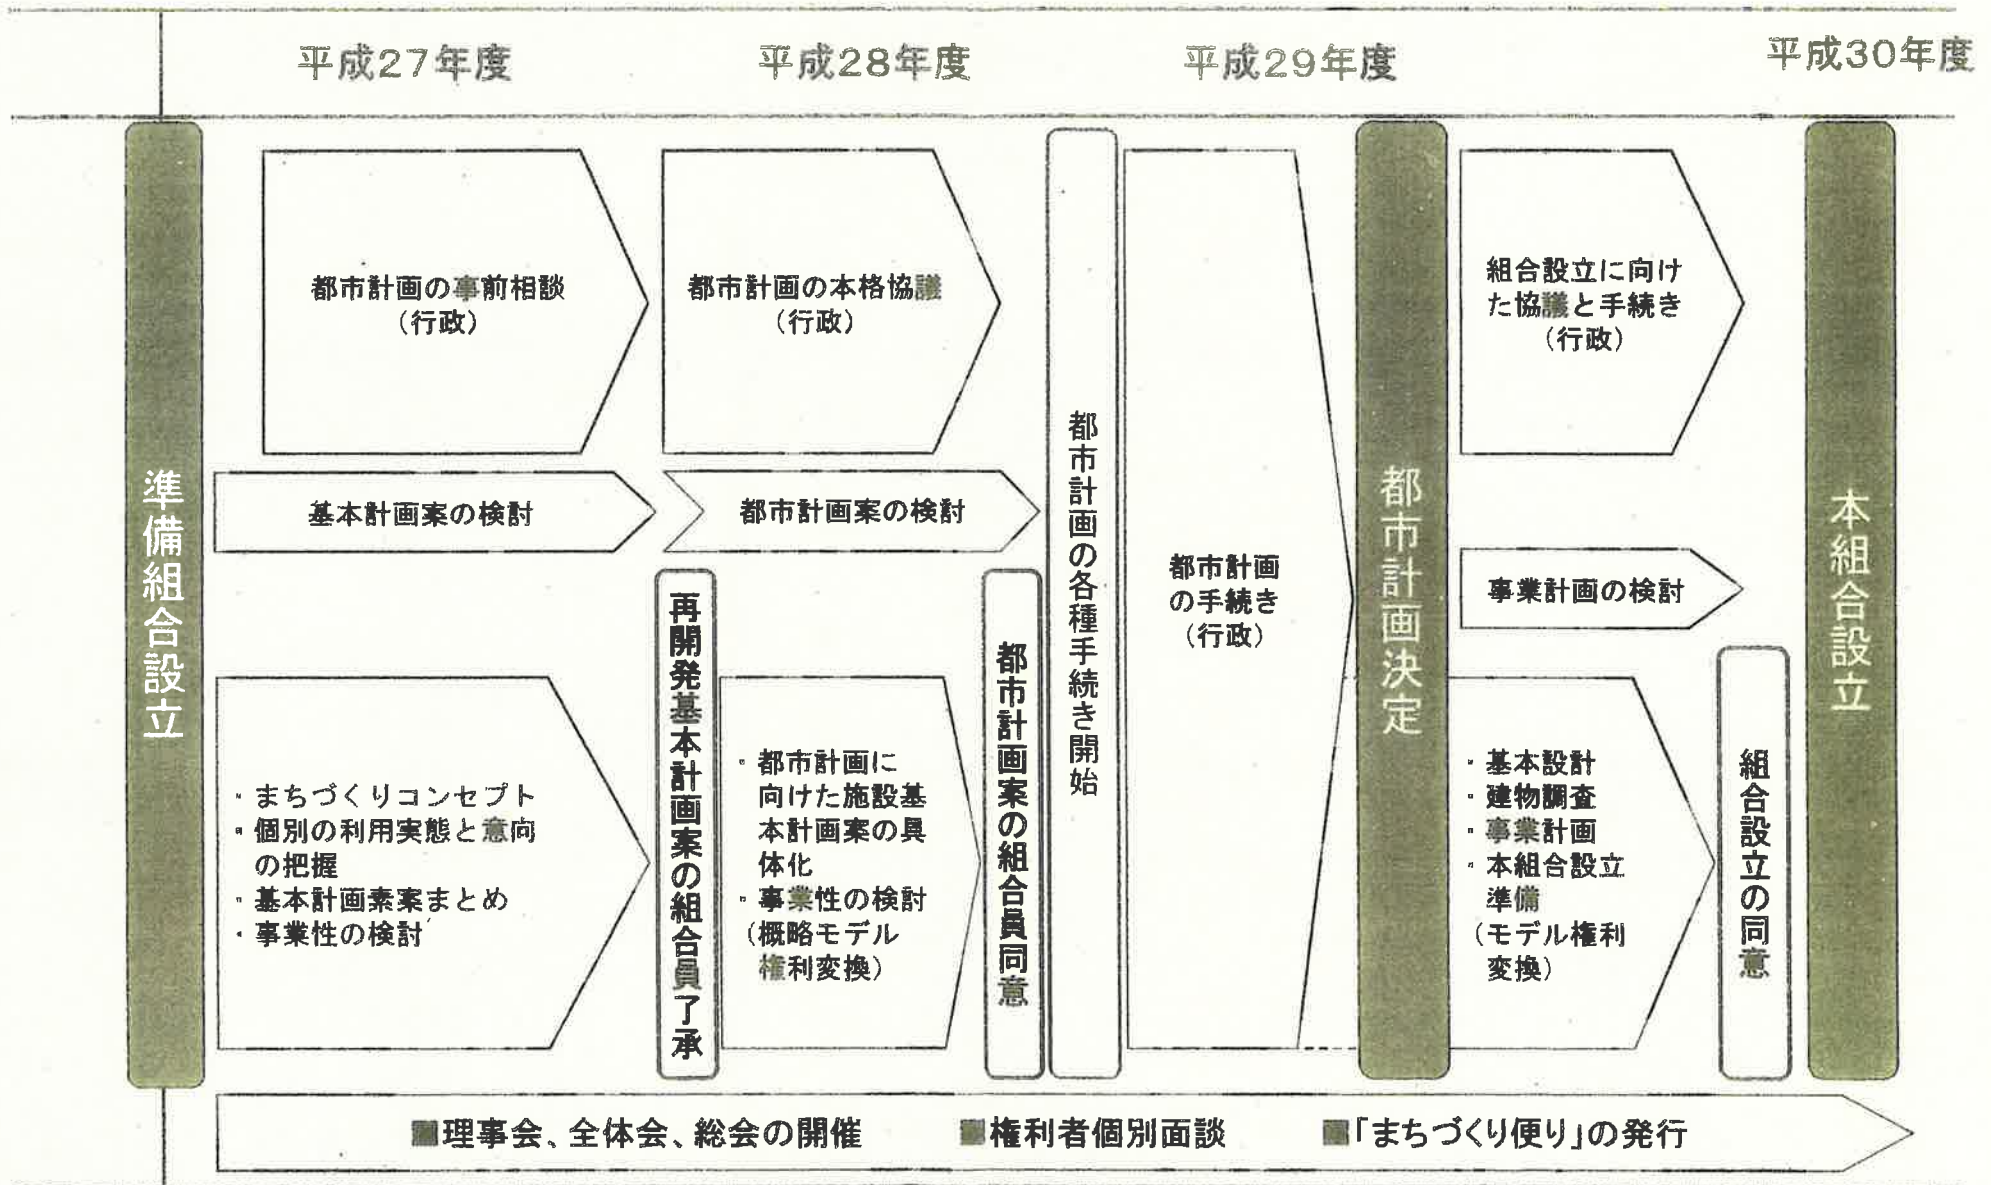 平成27年度
平成28年度
平成29年度
平成30年度
準備組合設立
都市計画の事前相談
(行政)
都市計画の本格協議
(行政)
基本計画案の検討
都市計画案の検討
・まちづくりコンセプト
・個別の利用実態と意向
の把握
・基本計画素案まとめ
・事業性の検討
再開発基本計画案の組合員了承
・都市計画に
向けた施設基
本計画案の具
体化
・事業性の検討
(概略モデル
権利変換)
都市計画案の組合員同意
都市計画の各種手続き開始
都市計画
の手続き
(行政)
都市計画決定
組合設立に向け
た協議と手続き
(行政)
事業計画の検討
・基本設計
・建物調査
・事業計画
・本組合設立
準備
(モデル権利
変換)
組合設立の同意
本組合設立
■理事会、全体会、総会の開催 ■権利者個別面談 ■「まちづくり便り」の発行